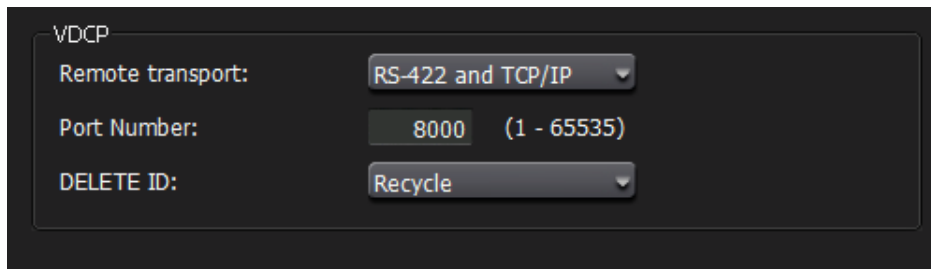 VDCP
Remote transport: RS-422 and TCP/IP
Port Number: 8000 (1 - 65535)
DELETE ID: Recycle